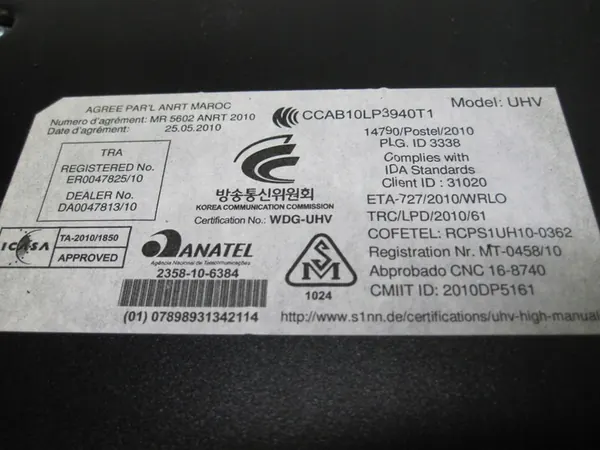 AGREE PAR'L ANRT MAROC
Numero d'agrément: MR 5602 ANRT 2010
Date d'agrément: 25.05.2010
TRA
REGISTERED No.
ER0047825/10
DEALER No.
DA0047813/10
ICASA
TA-2010/1850
APPROVED
방송통신위원회
KOREA COMMUNICATION COMMISSION
Certification No.: WDG-UHV
ANATEL
Agência Nacional de Telecomunicações
2358-10-6384
(01) 07898931342114
1024
CCAB10LP3940T1
Model: UHV
14790/Postel/2010
PLG. ID 3338
Complies with
IDA Standards
Client ID : 31020
ETA-727/2010/WRLO
TRC/LPD/2010/61
COFETEL: RCPS1UH10-0362
Registration Nr. MT-0458/10
Abprobado CNC 16-8740
CMIIT ID: 2010DP5161
http://www.s1nn.de/certifications/uhv-high-manual